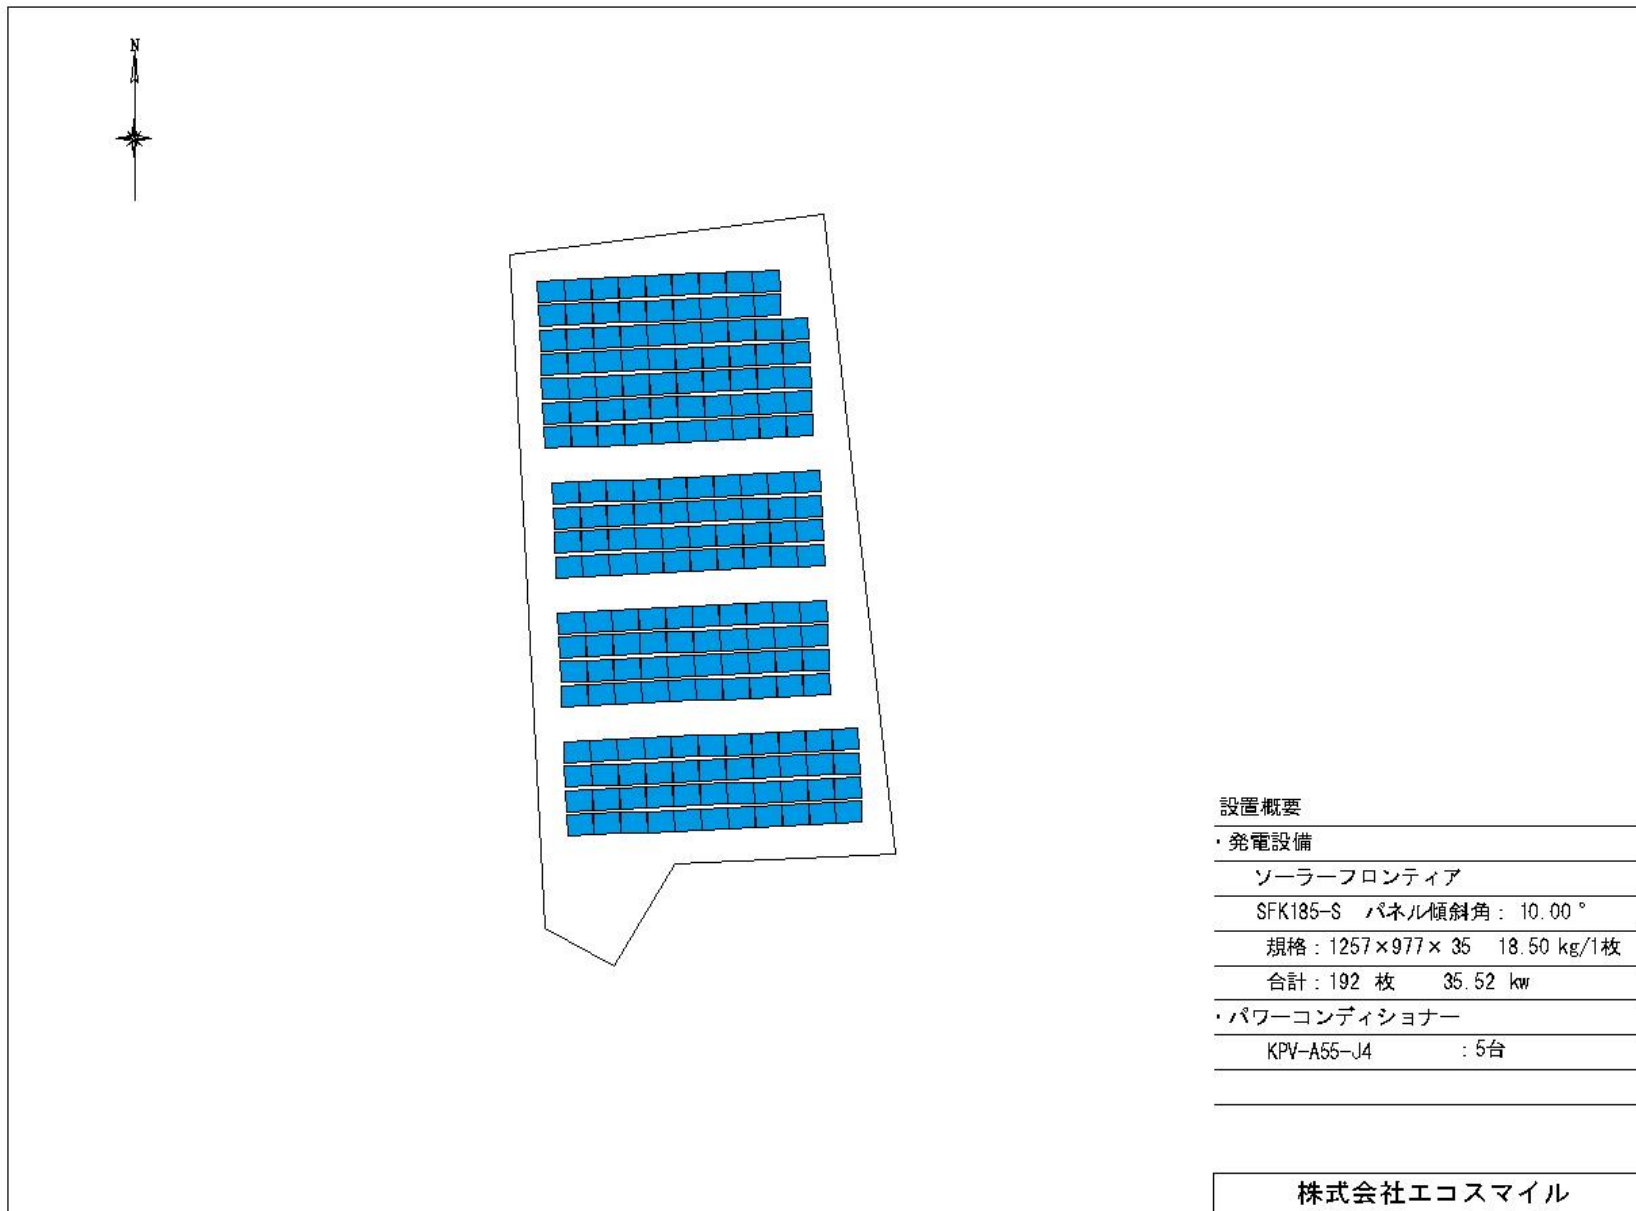 N
設置概要
・発電設備
ソーラーフロンティア
SFK185-S パネル傾斜角： 10.00°
規格：1257×977× 35 18.50 kg/1枚
合計：192 枚 35.52 kw
・パワーコンディショナー
KPV-A55-J4 ：5台
株式会社エコスマイル